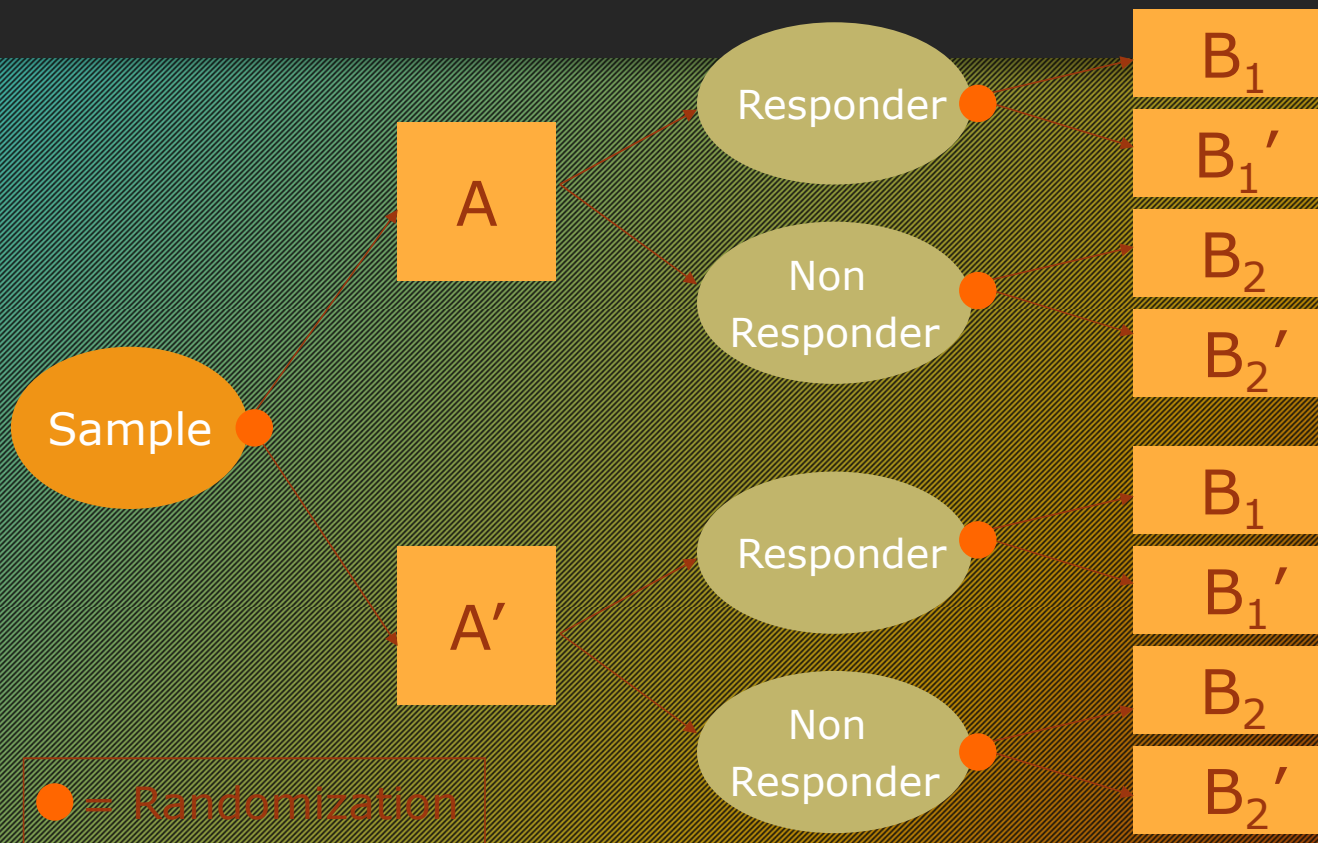 Sample
A
A′
Responder
Non
Responder
Responder
Non
Responder
B₁
B₁′
B₂
B₂′
B₁
B₁′
B₂
B₂′
= Randomization